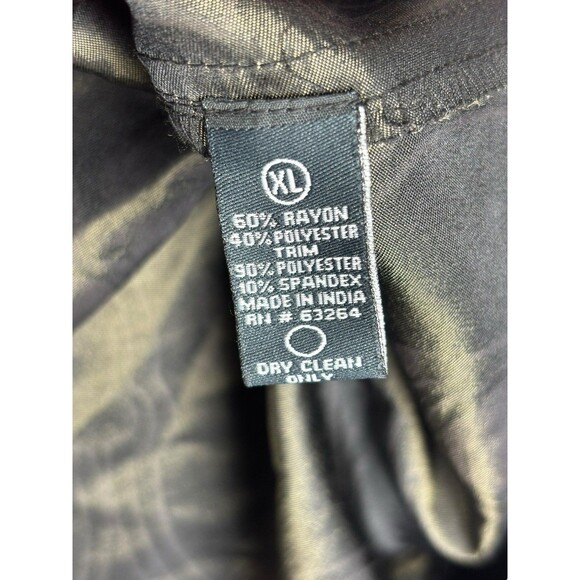 XL
60% RAYON
40% POLYESTER
TRIM
90% POLYESTER
10% SPANDEX
MADE IN INDIA
RN # 63264
DRY CLEAN
ONLY